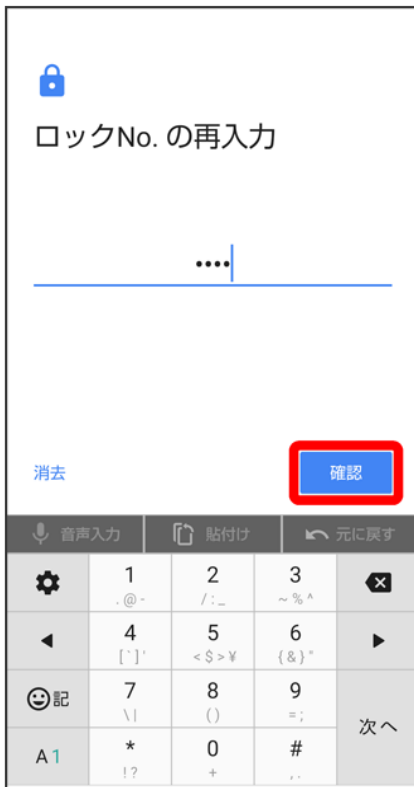 ロックNo. の再入力
••••
消去
確認
音声入力
貼付け
元に戻す
1
2
3
. @ -
/ : _
~ % ^
4
5
6
[ ` ] '
< $ > ¥
{ & } "
記
7
8
9
\ |
( )
= ;
次へ
A1
*
0
#
! ?
+
, .